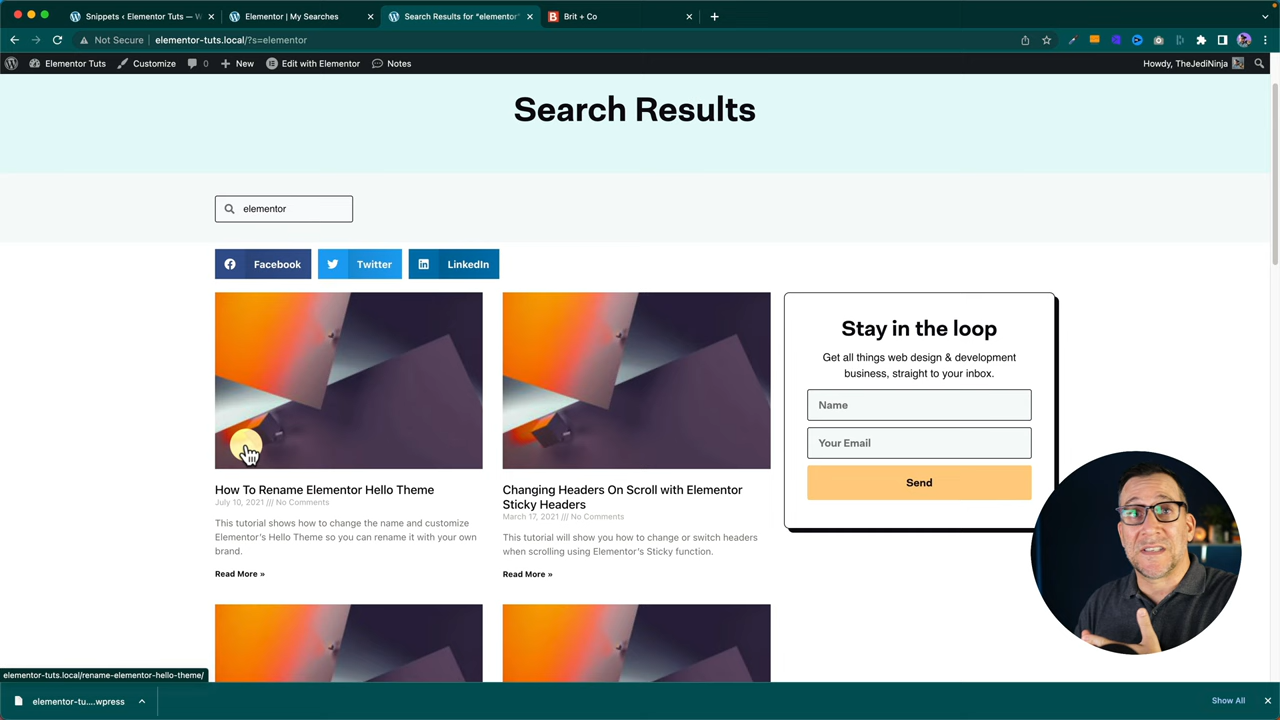 Snippets ‹ Elementor Tuts — W
Elementor | My Searches
Search Results for "elementor"
Brit + Co
Not Secure
elementor-tuts.local/?s=elementor
Elementor Tuts
Customize
0
New
Edit with Elementor
Notes
Howdy, TheJediNinja
Search Results
elementor
Facebook
Twitter
LinkedIn
How To Rename Elementor Hello Theme
July 10, 2021 /// No Comments
This tutorial shows how to change the name and customize
Elementor's Hello Theme so you can rename it with your own
brand.
Read More »
Changing Headers On Scroll with Elementor
Sticky Headers
March 17, 2021 /// No Comments
This tutorial will show you how to change or switch headers
when scrolling using Elementor's Sticky function.
Read More »
Stay in the loop
Get all things web design & development
business, straight to your inbox.
Name
Your Email
Send
elementor-tuts.local/rename-elementor-hello-theme/
elementor-tu....wpress
Show All